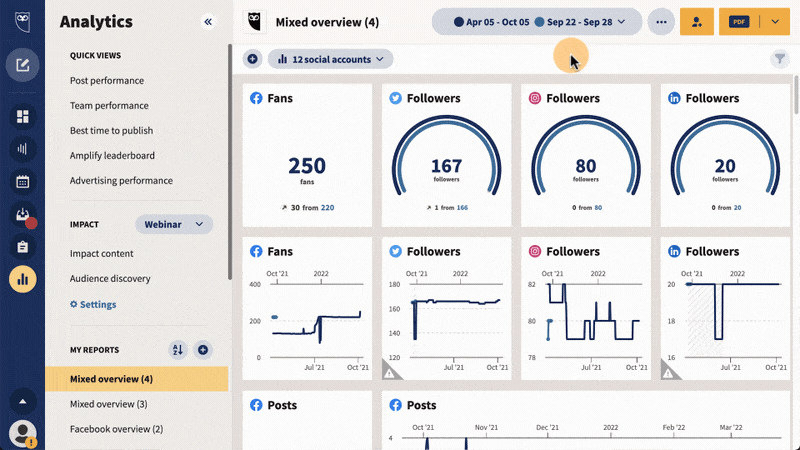 Analytics
«
QUICK VIEWS
Post performance
Team performance
Best time to publish
Amplify leaderboard
Advertising performance
IMPACT
Webinar
Impact content
Audience discovery
Settings
MY REPORTS
Mixed overview (4)
Mixed overview (3)
Facebook overview (2)
Mixed overview (4)
Apr 05 - Oct 05 Sep 22 - Sep 28
PDF
12 social accounts
Fans
250
fans
↗ 30 from 220
Followers
167
followers
↗ 1 from 166
Followers
80
followers
0 from 80
Followers
20
followers
0 from 20
Fans
Oct '21 2022
400
200
0
Jul '21 Oct '21
Followers
Oct '21 2022
180
160
140
120
Jul '21 Oct '21
Followers
Oct '21 2022
82
80
78
Jul '21 Oct '21
Followers
Oct '21 2022
20
18
16
Jul '21 Oct '21
Posts
Posts
Oct '21 Nov '21 Dec '21 2022 Feb '22 Mar '22
4